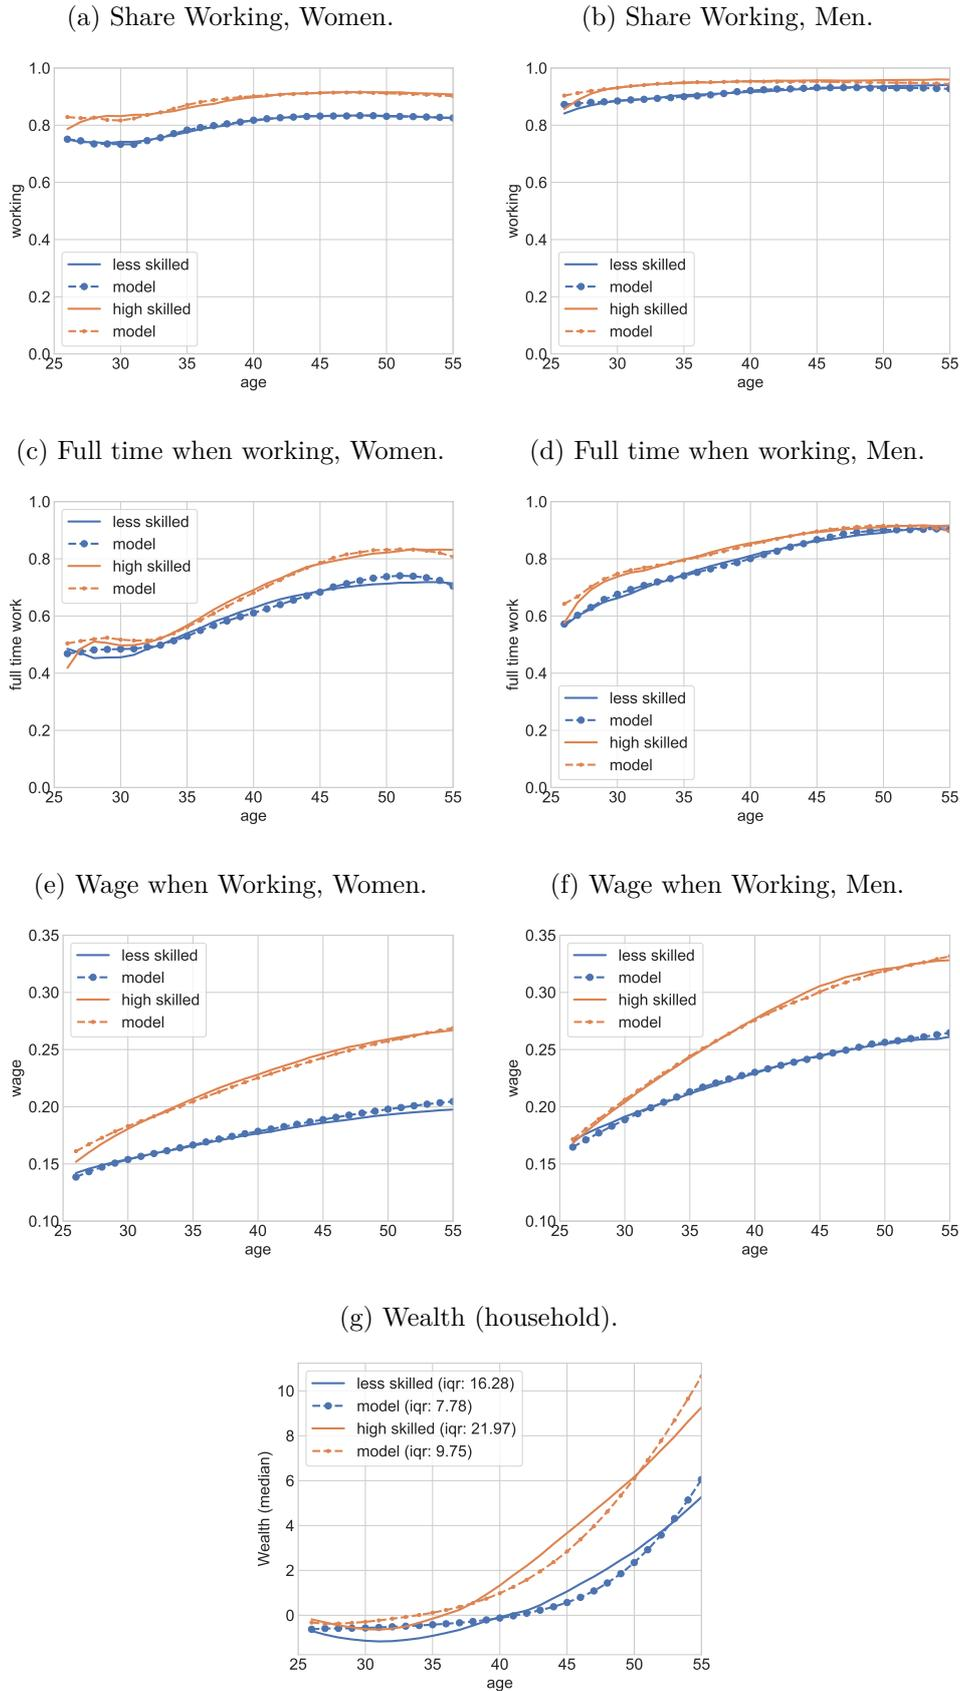 (a) Share Working, Women.
(b) Share Working, Men.
1.0
0.8
0.6
0.4
0.2
0.0
working
less skilled
model
high skilled
model
25 30 35 40 45 50 55
age
1.0
0.8
0.6
0.4
0.2
0.0
working
less skilled
model
high skilled
model
25 30 35 40 45 50 55
age
(c) Full time when working, Women.
(d) Full time when working, Men.
1.0
0.8
0.6
0.4
0.2
0.0
full time work
less skilled
model
high skilled
model
25 30 35 40 45 50 55
age
1.0
0.8
0.6
0.4
0.2
0.0
full time work
less skilled
model
high skilled
model
25 30 35 40 45 50 55
age
(e) Wage when Working, Women.
(f) Wage when Working, Men.
0.35
0.30
0.25
0.20
0.15
0.10
wage
less skilled
model
high skilled
model
25 30 35 40 45 50 55
age
0.35
0.30
0.25
0.20
0.15
0.10
wage
less skilled
model
high skilled
model
25 30 35 40 45 50 55
age
(g) Wealth (household).
10
8
6
4
2
0
Wealth (median)
less skilled (iqr: 16.28)
model (iqr: 7.78)
high skilled (iqr: 21.97)
model (iqr: 9.75)
25 30 35 40 45 50 55
age